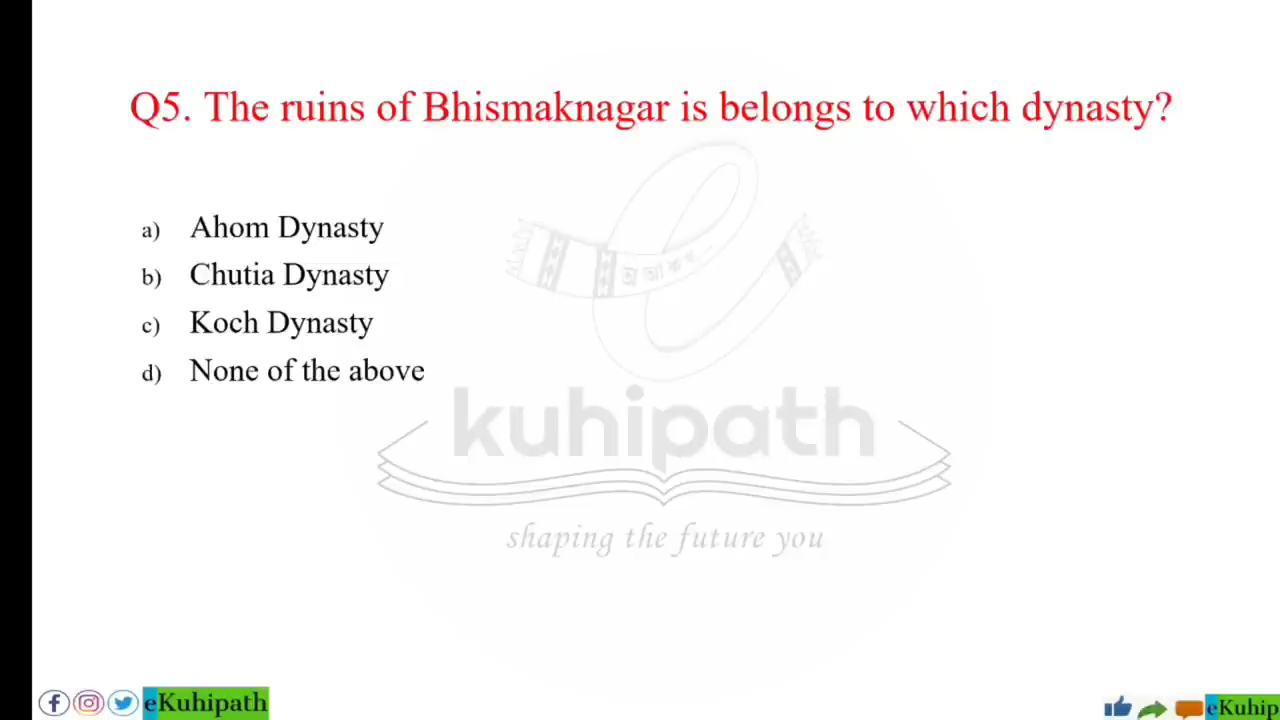 Q5. The ruins of Bhismaknagar is belongs to which dynasty?
a) Ahom Dynasty
b) Chutia Dynasty
c) Koch Dynasty
d) None of the above
kuhipath
shaping the future you
eKuhipath
eKuhip